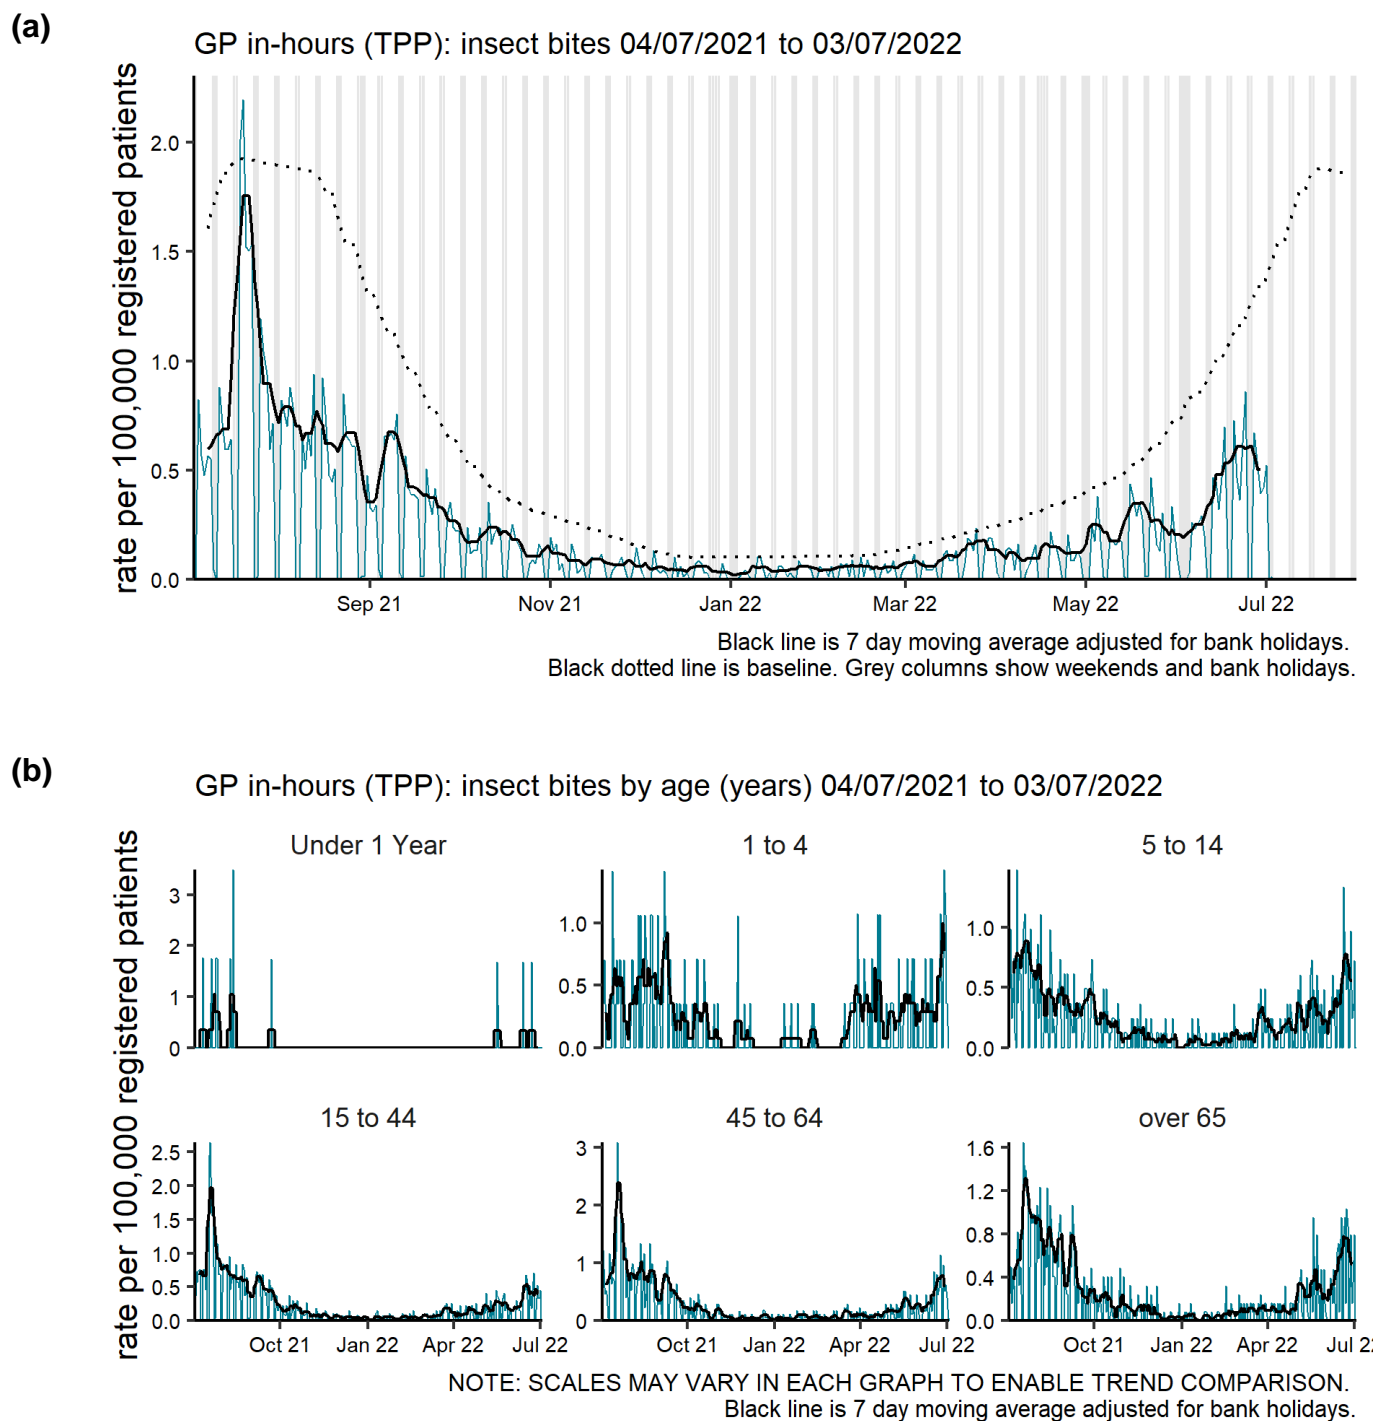 (a)
GP in-hours (TPP): insect bites 04/07/2021 to 03/07/2022
rate per 100,000 registered patients
2.0
1.5
1.0
0.5
0.0
Sep 21 Nov 21 Jan 22 Mar 22 May 22 Jul 22
Black line is 7 day moving average adjusted for bank holidays.
Black dotted line is baseline. Grey columns show weekends and bank holidays.
(b)
GP in-hours (TPP): insect bites by age (years) 04/07/2021 to 03/07/2022
rate per 100,000 registered patients
Under 1 Year
3
2
1
0
1 to 4
1.0
0.5
0.0
5 to 14
1.0
0.5
0.0
15 to 44
2.5
2.0
1.5
1.0
0.5
0.0
Oct 21 Jan 22 Apr 22 Jul 22
45 to 64
3
2
1
0
Oct 21 Jan 22 Apr 22 Jul 22
over 65
1.6
1.2
0.8
0.4
0.0
Oct 21 Jan 22 Apr 22 Jul 22
NOTE: SCALES MAY VARY IN EACH GRAPH TO ENABLE TREND COMPARISON.
Black line is 7 day moving average adjusted for bank holidays.